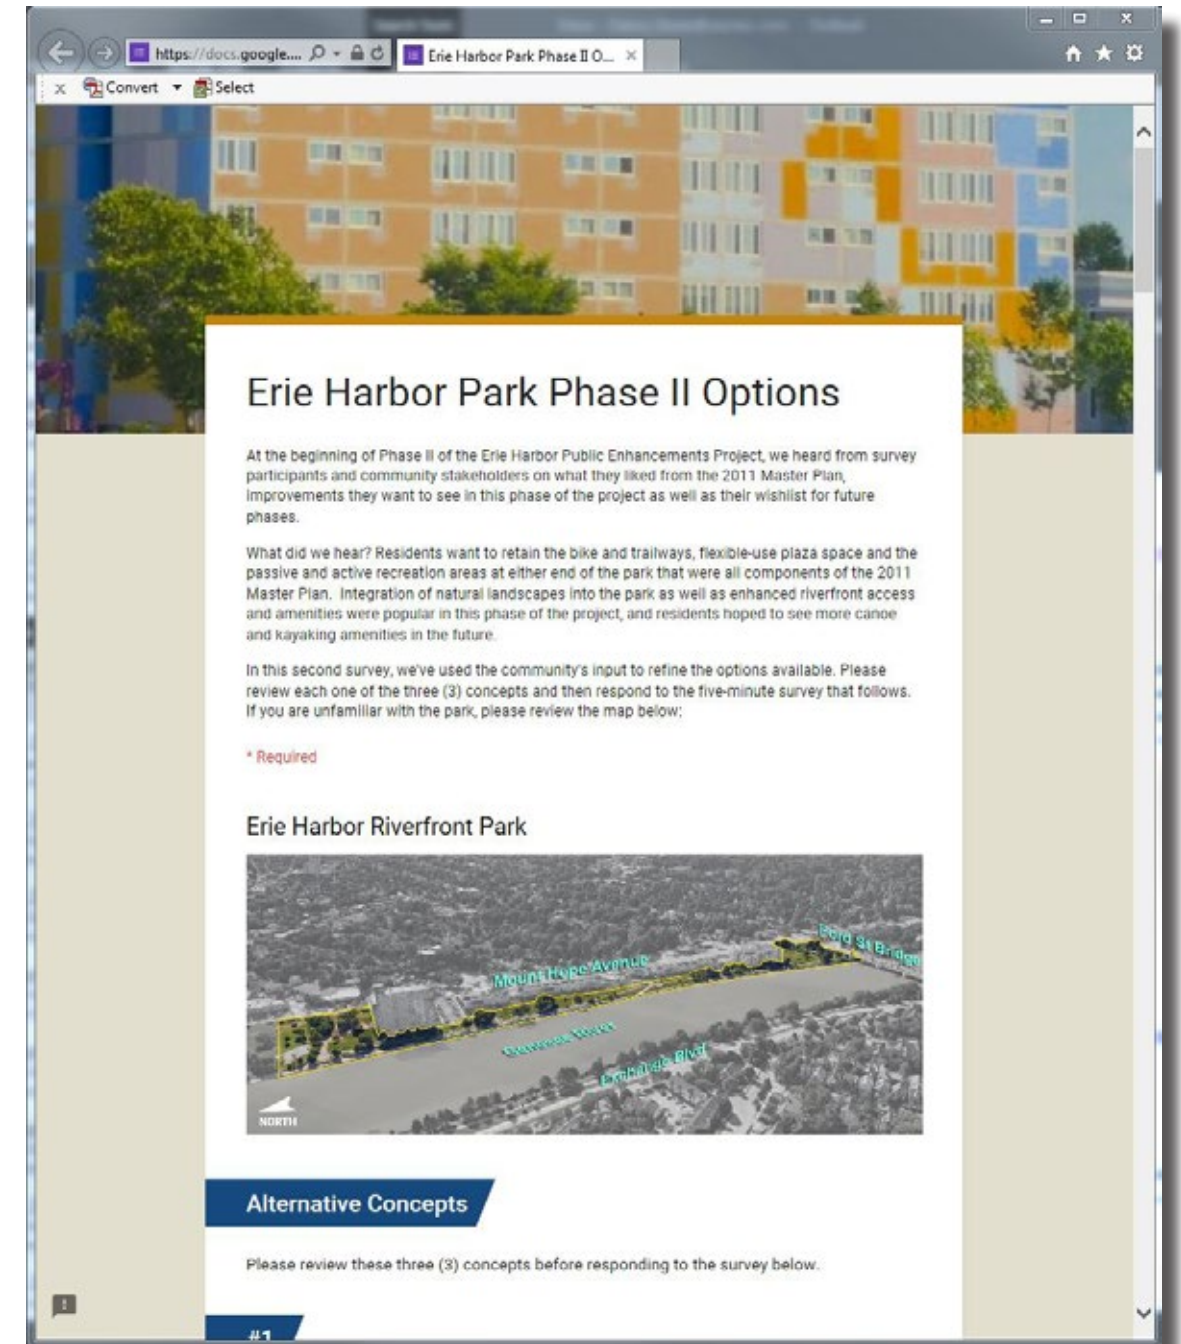 https://docs.google....
Erie Harbor Park Phase II O...
x
Convert
Select
Erie Harbor Park Phase II Options
At the beginning of Phase II of the Erie Harbor Public Enhancements Project, we heard from survey
participants and community stakeholders on what they liked from the 2011 Master Plan,
improvements they want to see in this phase of the project as well as their wishlist for future
phases.
What did we hear? Residents want to retain the bike and trailways, flexible-use plaza space and the
passive and active recreation areas at either end of the park that were all components of the 2011
Master Plan. Integration of natural landscapes into the park as well as enhanced riverfront access
and amenities were popular in this phase of the project, and residents hoped to see more canoe
and kayaking amenities in the future.
In this second survey, we've used the community's input to refine the options available. Please
review each one of the three (3) concepts and then respond to the five-minute survey that follows.
If you are unfamiliar with the park, please review the map below:
* Required
Erie Harbor Riverfront Park
Ford St Bridge
Mount Hope Avenue
Genesee River
Exchange Blvd
NORTH
Alternative Concepts
Please review these three (3) concepts before responding to the survey below.
#1